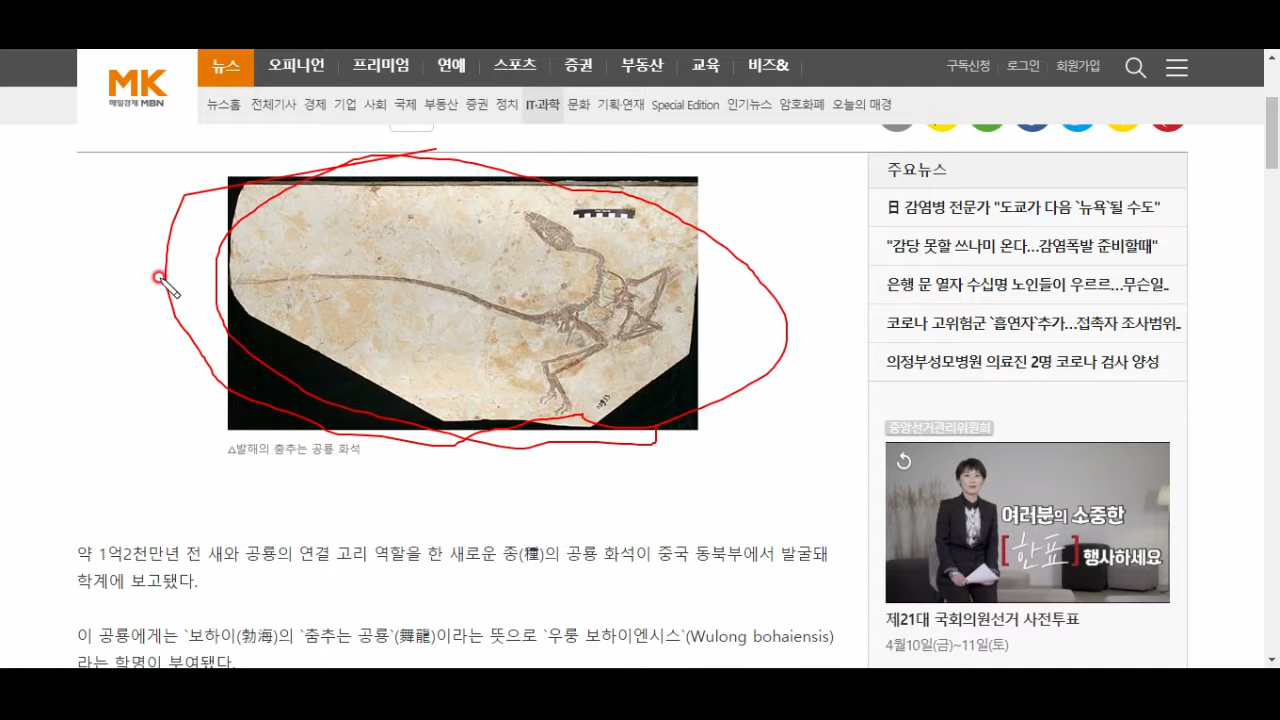 MK
매일경제 MBN
뉴스 오피니언 프리미엄 연예 스포츠 증권 부동산 교육 비즈&
구독신청 로그인 회원가입
뉴스홈 전체기사 경제 기업 사회 국제 부동산 증권 정치 IT·과학 문화 기획·연재 Special Edition 인기뉴스 암호화폐 오늘의 매경
주요뉴스
日 감염병 전문가 "도쿄가 다음 `뉴욕`될 수도"
"감당 못할 쓰나미 온다…감염폭발 준비할때"
은행 문 열자 수십명 노인들이 우르르…무슨일..
코로나 고위험군 `흡연자`추가…접촉자 조사범위..
의정부성모병원 의료진 2명 코로나 검사 양성
△발해의 춤추는 공룡 화석
중앙선거관리위원회
여러분의 소중한
[한표]
행사하세요
제21대 국회의원선거 사전투표
4월10일(금)~11일(토)
약 1억2천만년 전 새와 공룡의 연결 고리 역할을 한 새로운 종(種)의 공룡 화석이 중국 동북부에서 발굴돼
학계에 보고됐다.
이 공룡에게는 `보하이(勃海)의 `춤추는 공룡`(舞龍)이라는 뜻으로 `우룽 보하이엔시스`(Wulong bohaiensis)
라는 학명이 부여됐다.